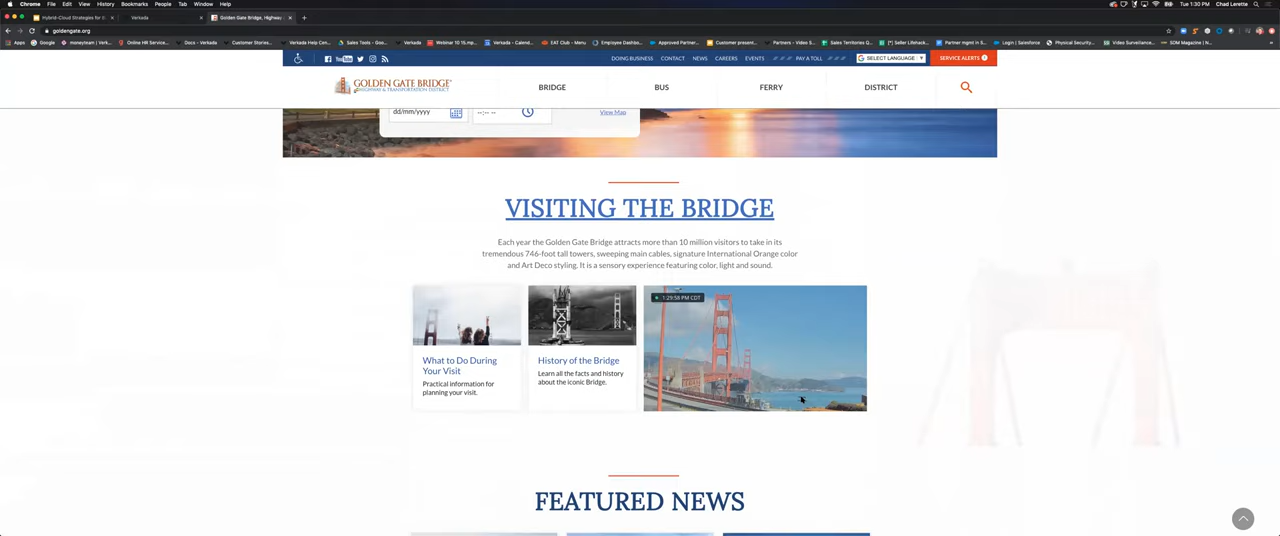 Chrome File Edit View History Bookmarks People Tab Window Help
Tue 1:30 PM Chad Lerette
Hybrid-Cloud Strategies for S
Verkada
Golden Gate Bridge, Highway
goldengate.org
Apps Google moneyteam | Verk... Online HR Service... Docs - Verkada Customer Stories... Verkada Help Cen... Sales Tools - Goo... Verkada Webinar 10 15.mp... Verkada - Calend... EAT Club - Menu Employee Dashbo... Approved Partner... Customer present... Partners - Video S... Sales Territories Q... [*] Seller Lifehack... Partner mgmt in S... Login | Salesforce Physical Security... Video Surveillance... SDM Magazine | N...
DOING BUSINESS CONTACT NEWS CAREERS EVENTS PAY A TOLL SELECT LANGUAGE SERVICE ALERTS
GOLDEN GATE BRIDGE
HIGHWAY & TRANSPORTATION DISTRICT
BRIDGE BUS FERRY DISTRICT
dd/mm/yyyy --:-- -- View Map
VISITING THE BRIDGE
Each year the Golden Gate Bridge attracts more than 10 million visitors to take in its
tremendous 746-foot tall towers, sweeping main cables, signature International Orange color
and Art Deco styling. It is a sensory experience featuring color, light and sound.
1:29:58 PM CDT
What to Do During
Your Visit
Practical information for
planning your visit.
History of the Bridge
Learn all the facts and history
about the iconic Bridge.
FEATURED NEWS